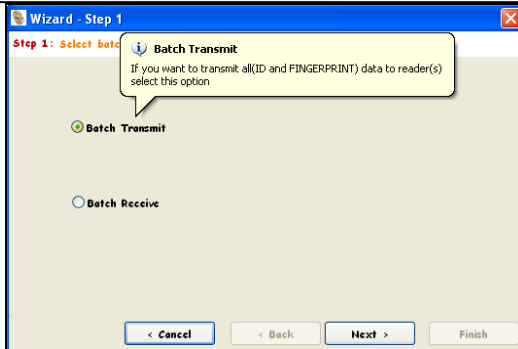 Wizard - Step 1
Step 1: Select batc
Batch Transmit
If you want to transmit all(ID and FINGERPRINT) data to reader(s)
select this option
Batch Transmit
Batch Receive
< Cancel < Back Next > Finish